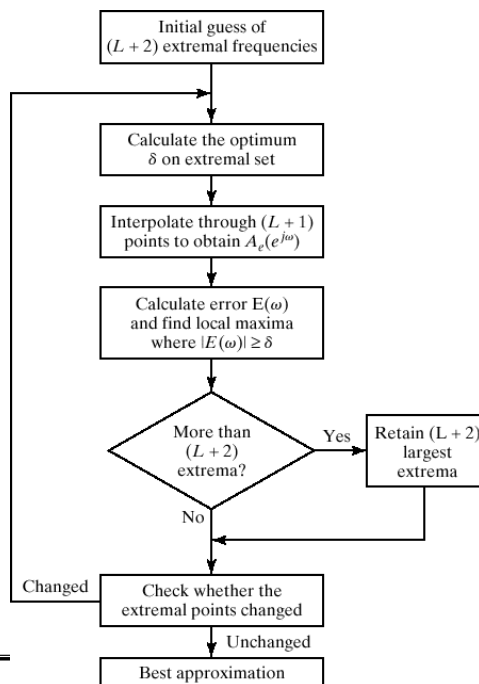 Initial guess of
(L + 2) extremal frequencies
Calculate the optimum
δ on extremal set
Interpolate through (L + 1)
points to obtain Aₑ(e^{jω})
Calculate error E(ω)
and find local maxima
where |E(ω)| ≥ δ
More than
(L + 2)
extrema?
Yes
Retain (L + 2)
largest
extrema
No
Changed
Check whether the
extremal points changed
Unchanged
Best approximation